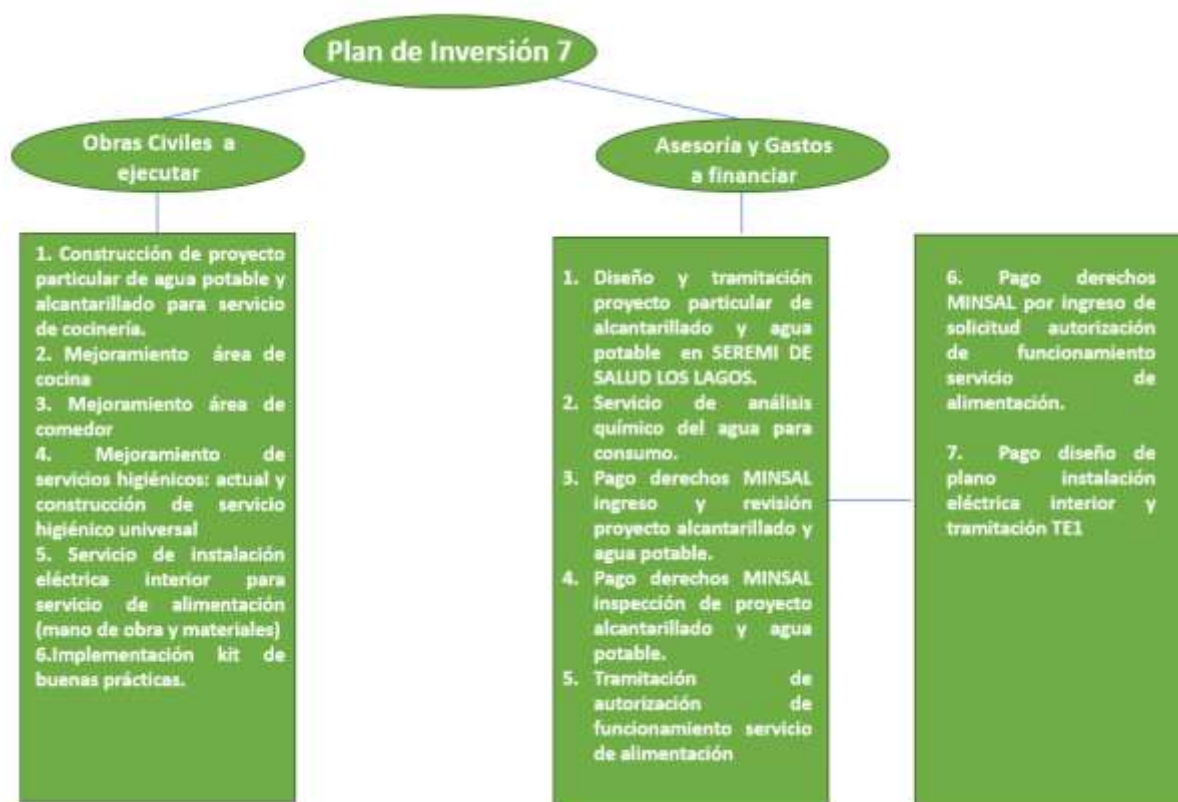 Plan de Inversión 7
Obras Civiles a
ejecutar
Asesoría y Gastos
a financiar
1. Construcción de proyecto
particular de agua potable y
alcantarillado para servicio
de cocinería.
2. Mejoramiento área de
cocina
3. Mejoramiento área de
comedor
4. Mejoramiento de
servicios higiénicos: actual y
construcción de servicio
higiénico universal
5. Servicio de instalación
eléctrica interior para
servicio de alimentación
(mano de obra y materiales)
6.Implementación kit de
buenas prácticas.
1. Diseño y tramitación
proyecto particular de
alcantarillado y agua
potable en SEREMI DE
SALUD LOS LAGOS.
2. Servicio de análisis
químico del agua para
consumo.
3. Pago derechos MINSAL
ingreso y revisión
proyecto alcantarillado y
agua potable.
4. Pago derechos MINSAL
inspección de proyecto
alcantarillado y agua
potable.
5. Tramitación de
autorización de
funcionamiento servicio
de alimentación
6. Pago derechos
MINSAL por ingreso de
solicitud autorización
de funcionamiento
servicio de
alimentación.
7. Pago diseño de
plano instalación
eléctrica interior y
tramitación TE1